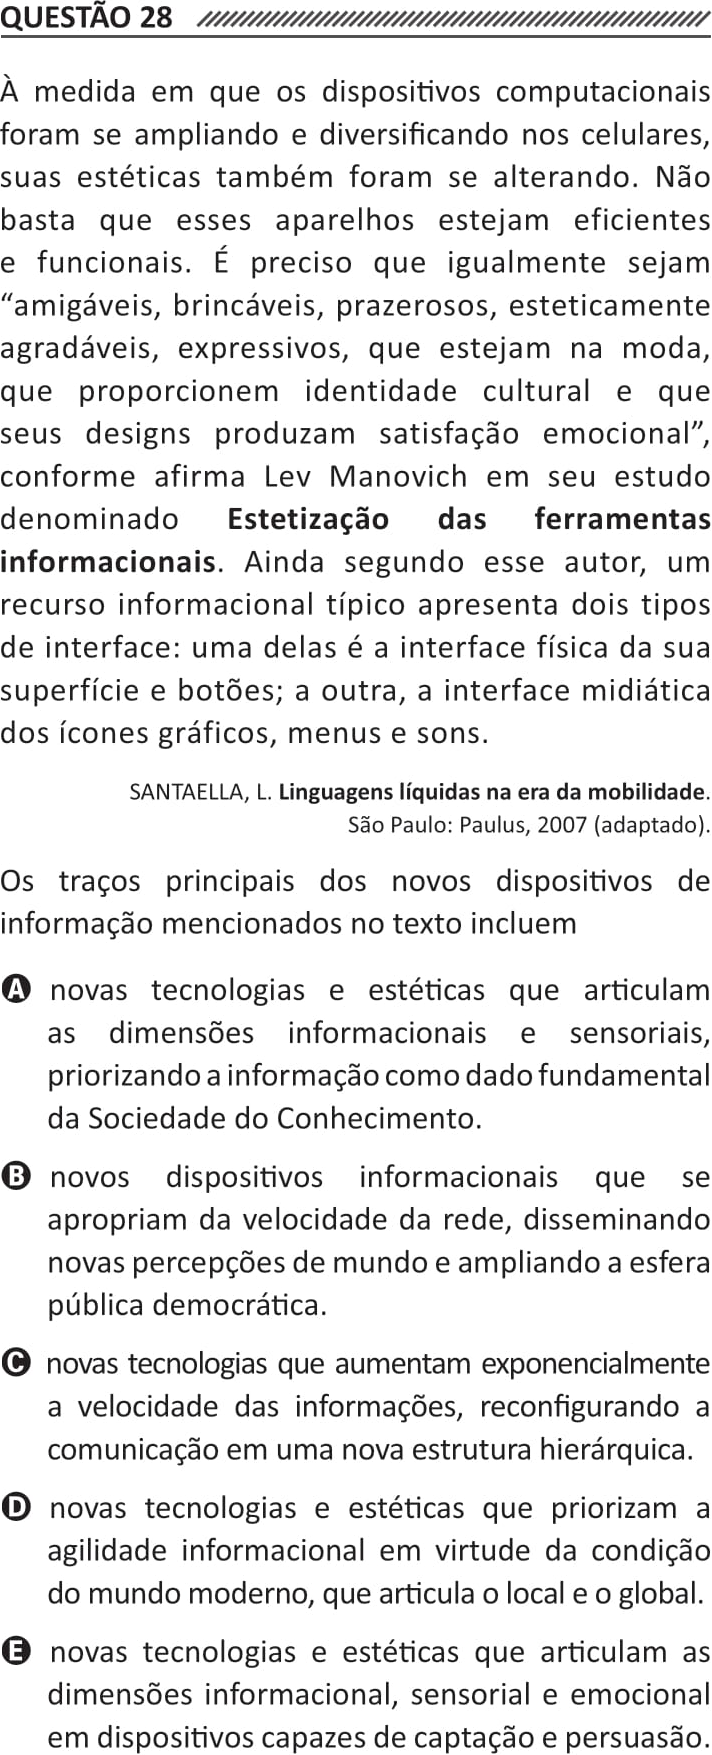 QUESTÃO 28
À medida em que os dispositivos computacionais
foram se ampliando e diversificando nos celulares,
suas estéticas também foram se alterando. Não
basta que esses aparelhos estejam eficientes
e funcionais. É preciso que igualmente sejam
“amigáveis, brincáveis, prazerosos, esteticamente
agradáveis, expressivos, que estejam na moda,
que proporcionem identidade cultural e que
seus designs produzam satisfação emocional”,
conforme afirma Lev Manovich em seu estudo
denominado Estetização das ferramentas
informacionais. Ainda segundo esse autor, um
recurso informacional típico apresenta dois tipos
de interface: uma delas é a interface física da sua
superfície e botões; a outra, a interface midiática
dos ícones gráficos, menus e sons.
SANTAELLA, L. Linguagens líquidas na era da mobilidade.
São Paulo: Paulus, 2007 (adaptado).
Os traços principais dos novos dispositivos de
informação mencionados no texto incluem
A novas tecnologias e estéticas que articulam
as dimensões informacionais e sensoriais,
priorizando a informação como dado fundamental
da Sociedade do Conhecimento.
B novos dispositivos informacionais que se
apropriam da velocidade da rede, disseminando
novas percepções de mundo e ampliando a esfera
pública democrática.
C novas tecnologias que aumentam exponencialmente
a velocidade das informações, reconfigurando a
comunicação em uma nova estrutura hierárquica.
D novas tecnologias e estéticas que priorizam a
agilidade informacional em virtude da condição
do mundo moderno, que articula o local e o global.
E novas tecnologias e estéticas que articulam as
dimensões informacional, sensorial e emocional
em dispositivos capazes de captação e persuasão.